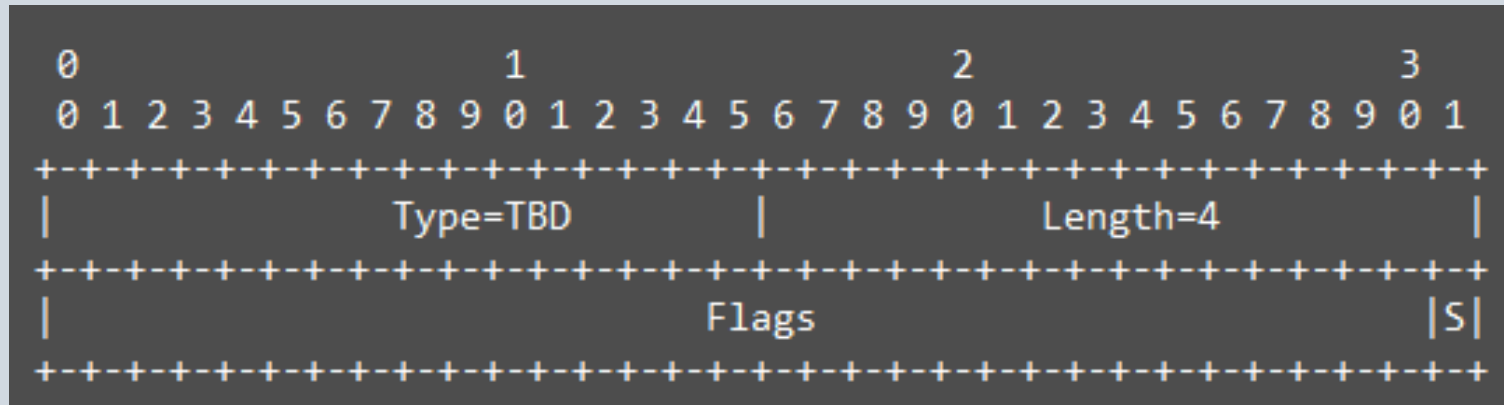 0                   1                   2                   3
0 1 2 3 4 5 6 7 8 9 0 1 2 3 4 5 6 7 8 9 0 1 2 3 4 5 6 7 8 9 0 1
+-+-+-+-+-+-+-+-+-+-+-+-+-+-+-+-+-+-+-+-+-+-+-+-+-+-+-+-+-+-+-+-+
|               Type=TBD        |            Length=4           |
+-+-+-+-+-+-+-+-+-+-+-+-+-+-+-+-+-+-+-+-+-+-+-+-+-+-+-+-+-+-+-+-+
|                             Flags                           |S|
+-+-+-+-+-+-+-+-+-+-+-+-+-+-+-+-+-+-+-+-+-+-+-+-+-+-+-+-+-+-+-+-+